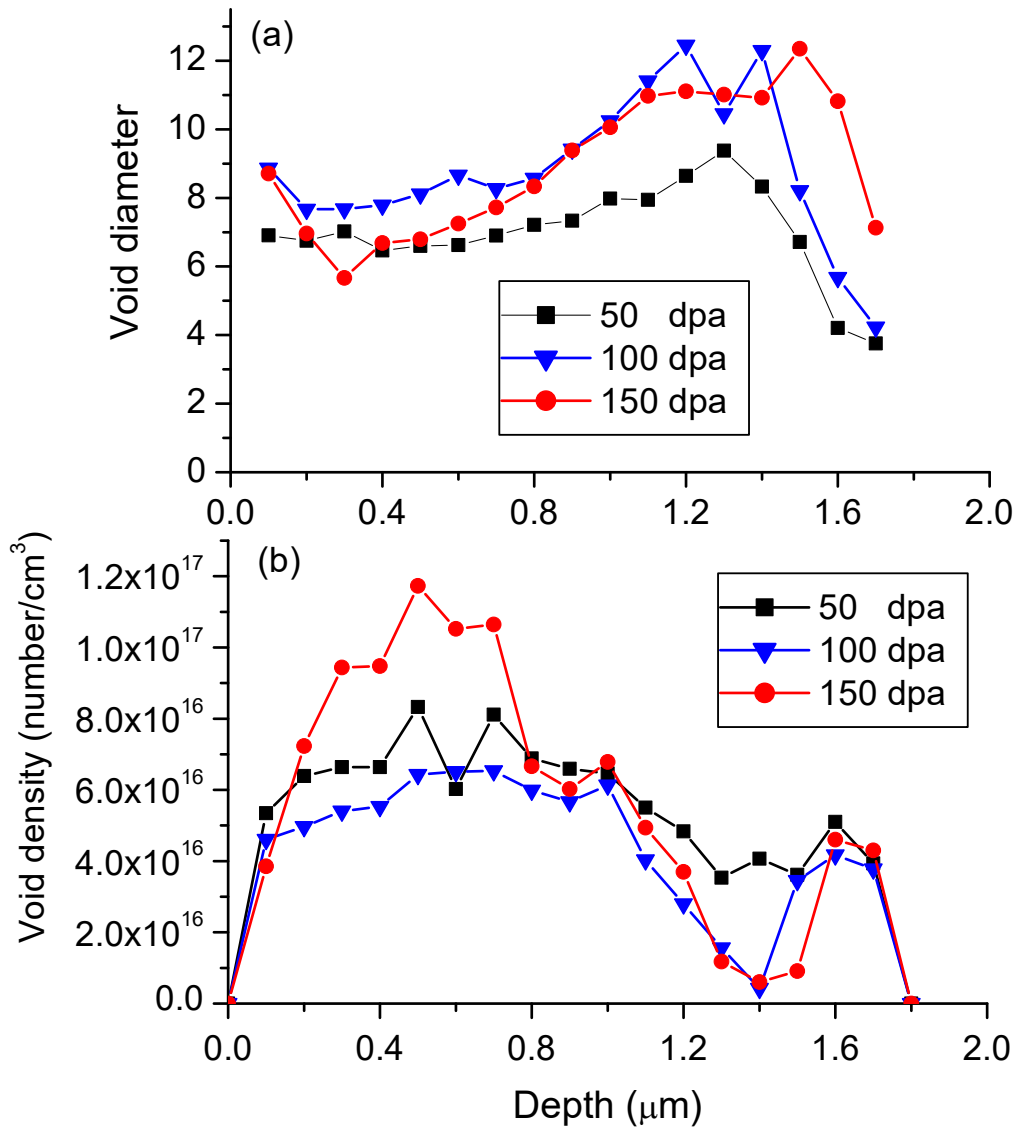 (a)
Void diameter
12
10
8
6
4
2
0
0.0 0.4 0.8 1.2 1.6 2.0
50 dpa
100 dpa
150 dpa
(b)
Void density (number/cm³)
1.2x10¹⁷
1.0x10¹⁷
8.0x10¹⁶
6.0x10¹⁶
4.0x10¹⁶
2.0x10¹⁶
0.0
50 dpa
100 dpa
150 dpa
0.0 0.4 0.8 1.2 1.6 2.0
Depth (μm)